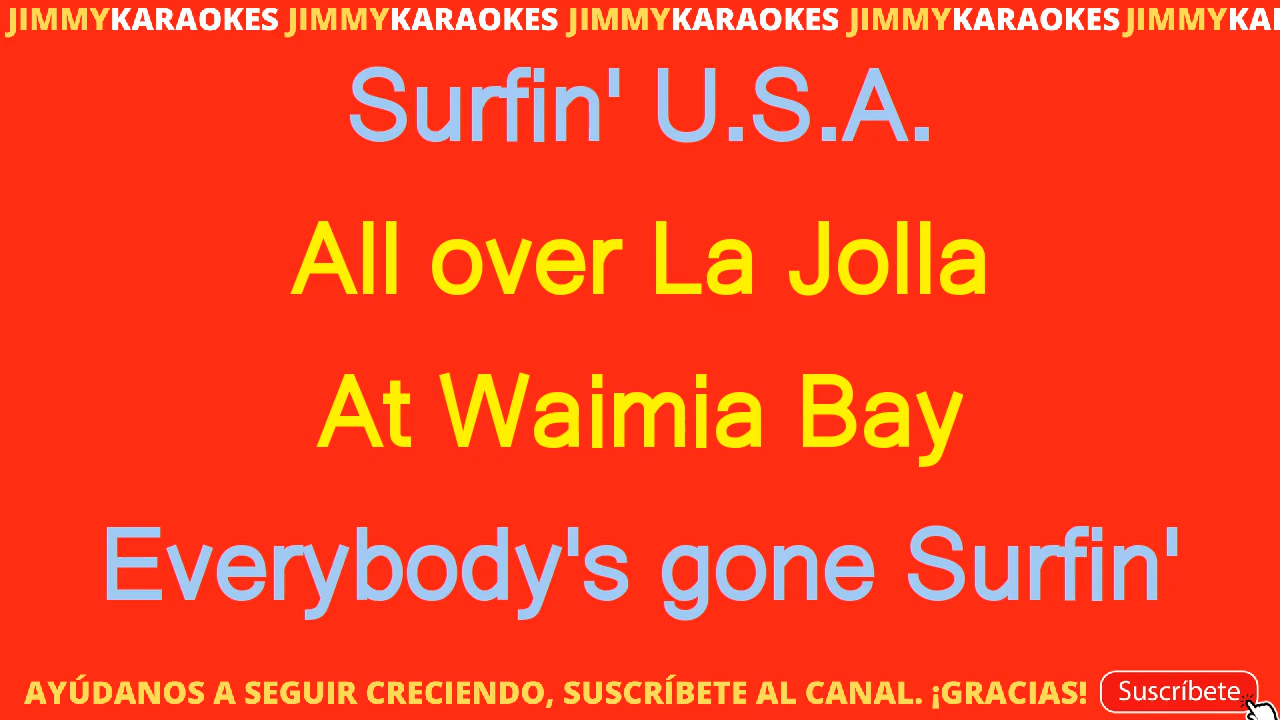 JIMMYKARAOKES JIMMYKARAOKES JIMMYKARAOKES JIMMYKARAOKES JIMMYKAI
Surfin' U.S.A.
All over La Jolla
At Waimia Bay
Everybody's gone Surfin'
AYÚDANOS A SEGUIR CRECIENDO, SUSCRÍBETE AL CANAL. ¡GRACIAS! Suscríbete